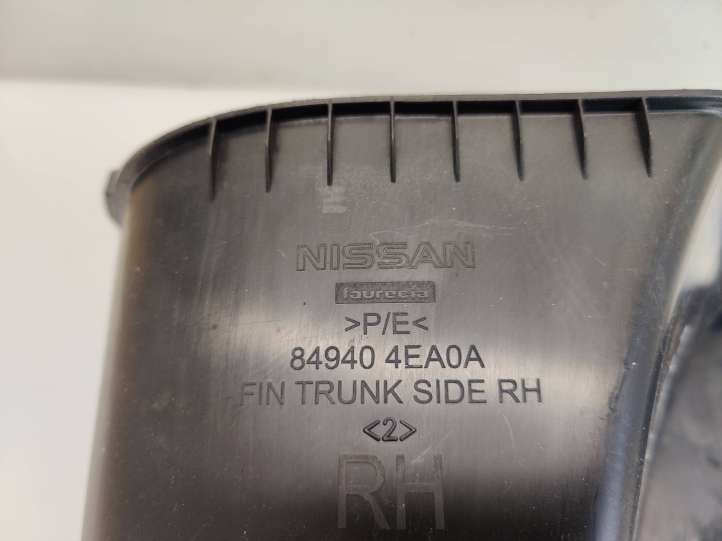 NISSAN
faurecia
>P/E<
84940 4EA0A
FIN TRUNK SIDE RH
<2>
RH